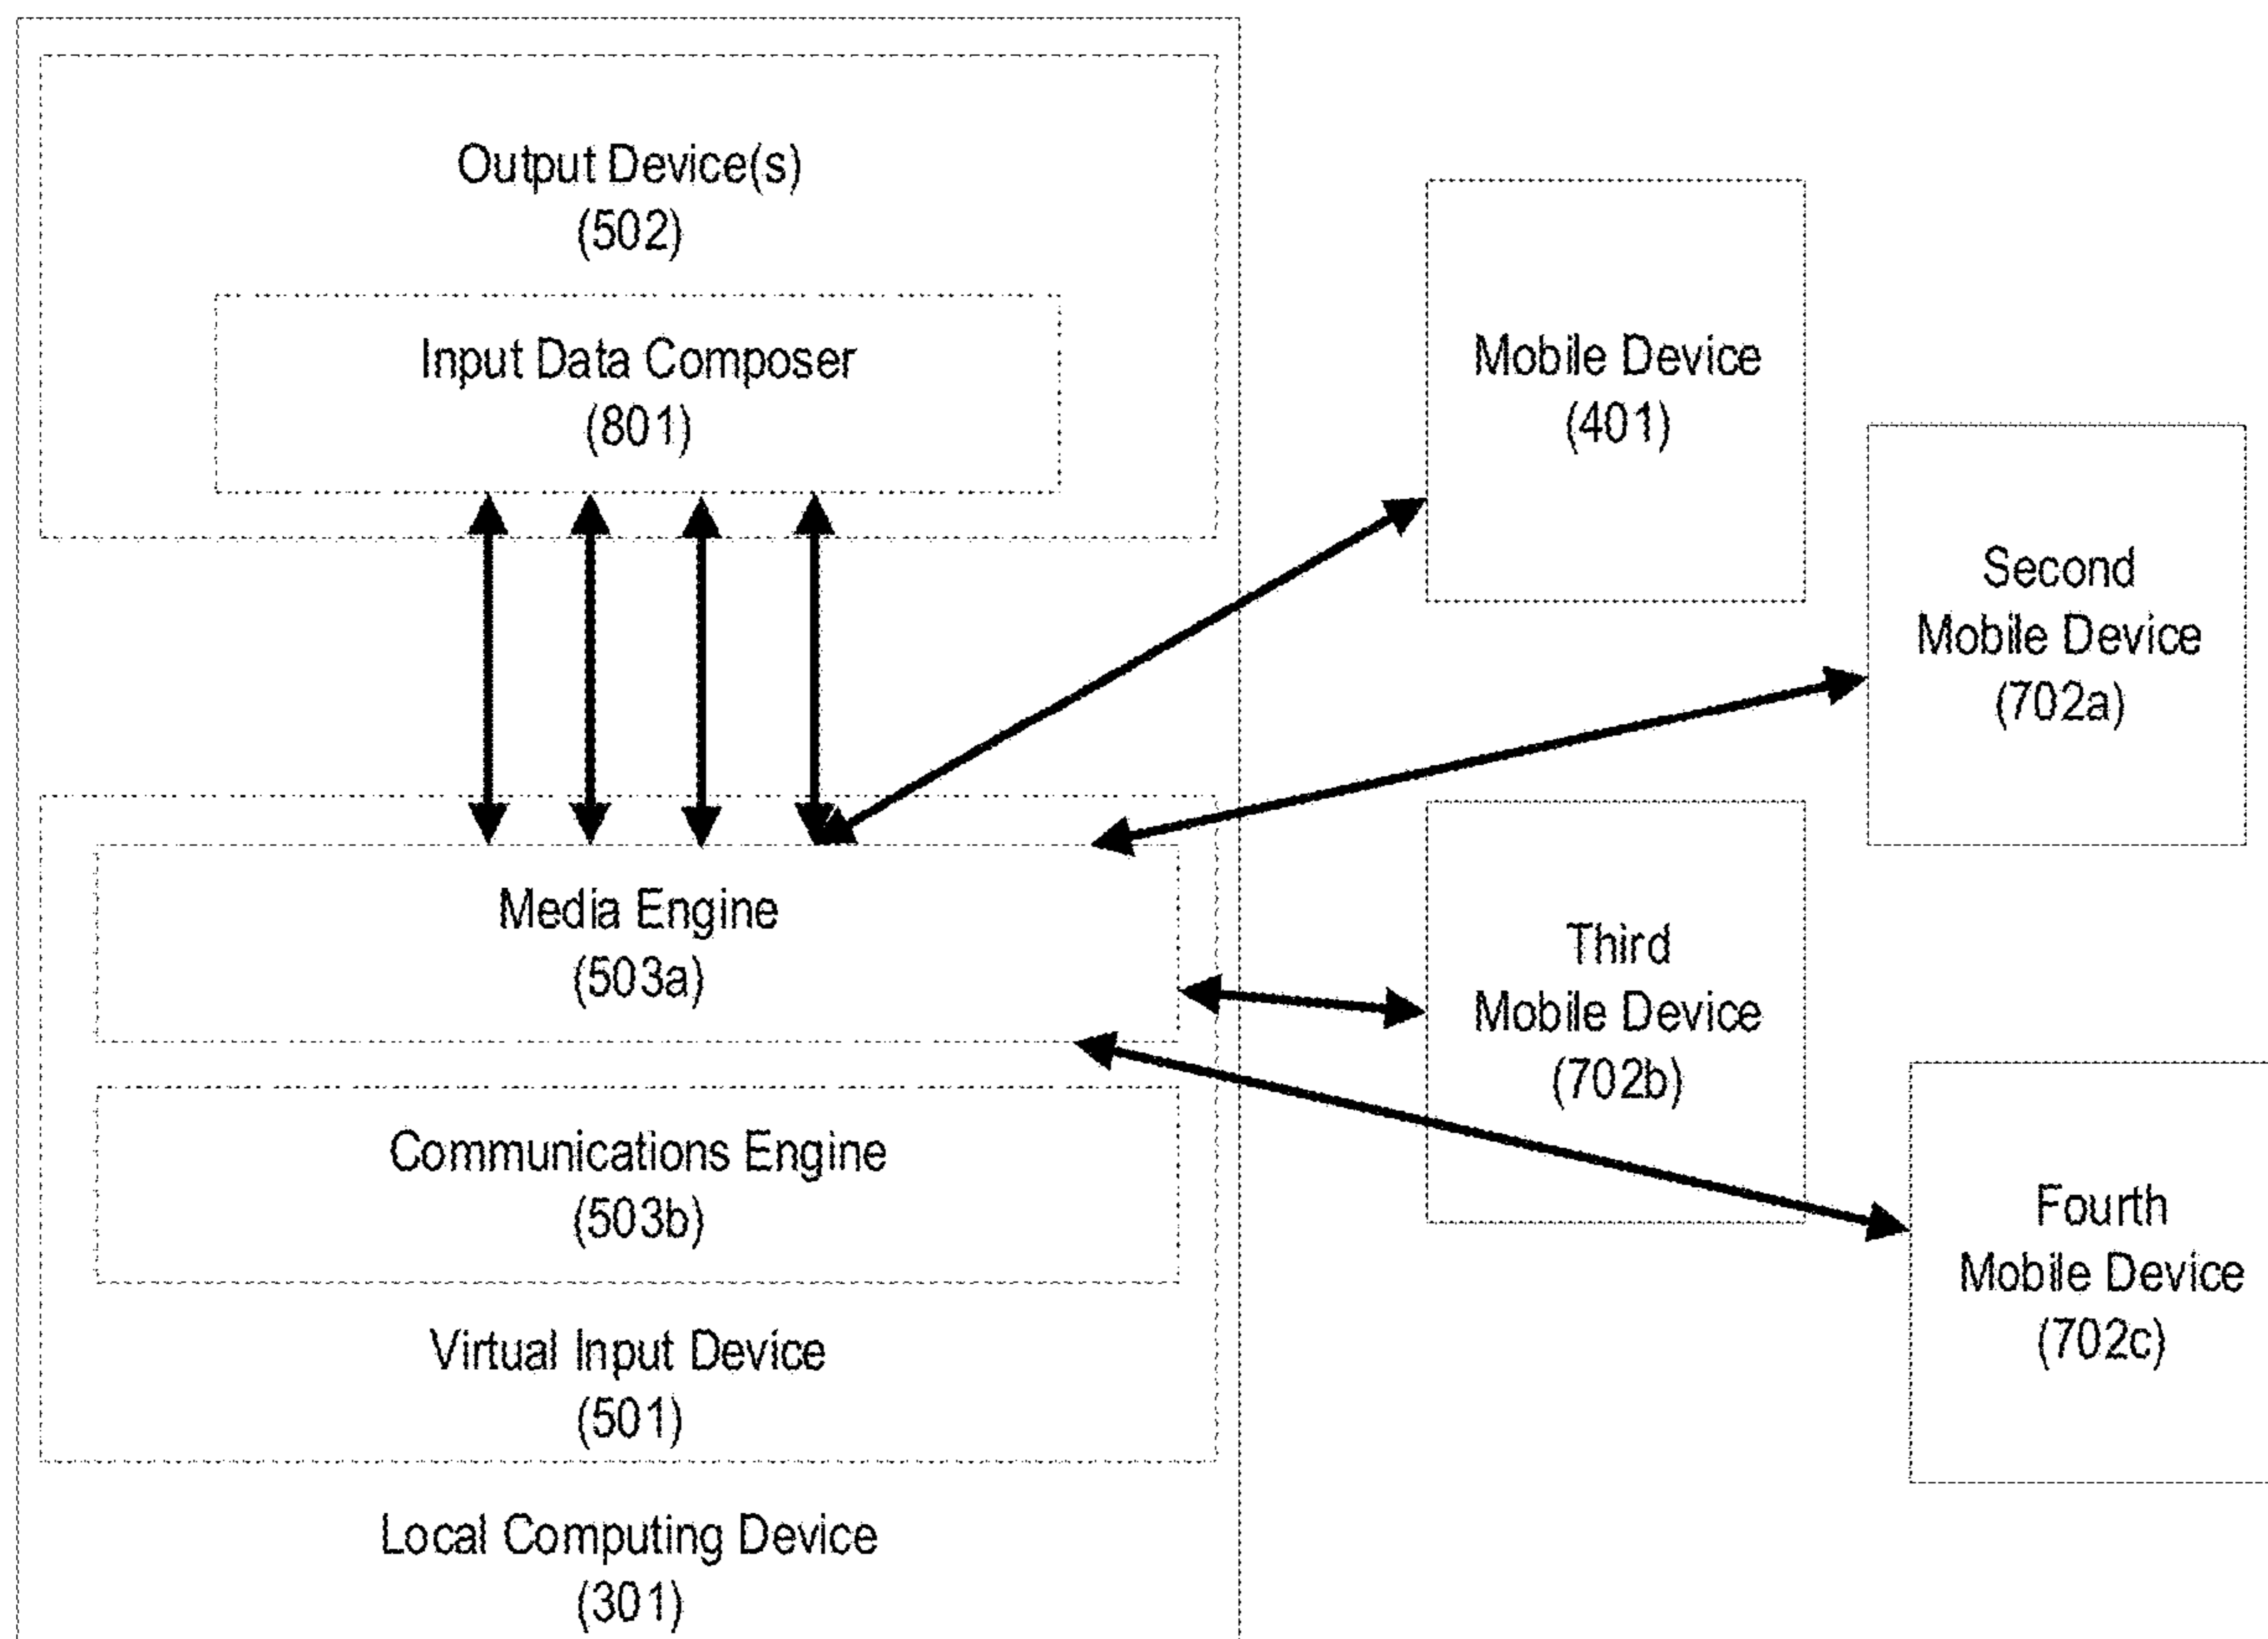 Output Device(s)
(502)
Input Data Composer
(801)
Media Engine
(503a)
Communications Engine
(503b)
Virtual Input Device
(501)
Local Computing Device
(301)
Mobile Device
(401)
Second
Mobile Device
(702a)
Third
Mobile Device
(702b)
Fourth
Mobile Device
(702c)